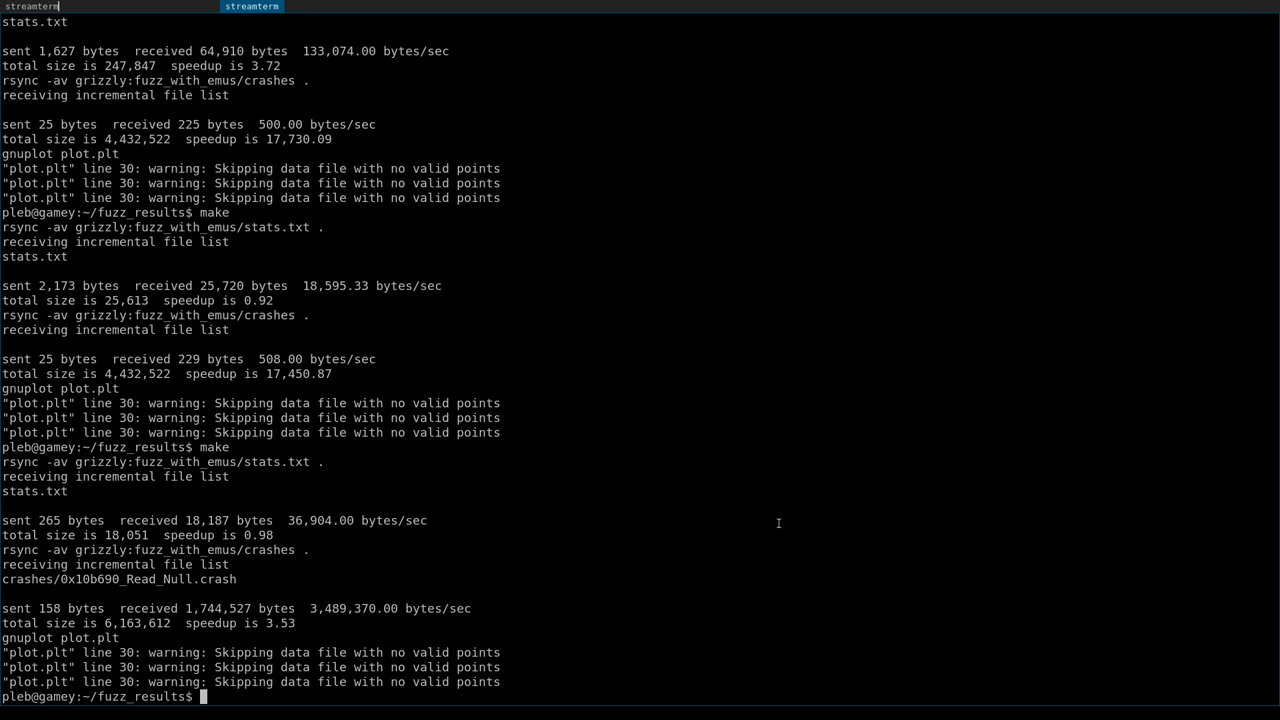 streamterm streamterm
stats.txt
sent 1,627 bytes  received 64,910 bytes  133,074.00 bytes/sec
total size is 247,847  speedup is 3.72
rsync -av grizzly:fuzz_with_emus/crashes .
receiving incremental file list
sent 25 bytes  received 225 bytes  500.00 bytes/sec
total size is 4,432,522  speedup is 17,730.09
gnuplot plot.plt
"plot.plt" line 30: warning: Skipping data file with no valid points
"plot.plt" line 30: warning: Skipping data file with no valid points
"plot.plt" line 30: warning: Skipping data file with no valid points
pleb@gamey:~/fuzz_results$ make
rsync -av grizzly:fuzz_with_emus/stats.txt .
receiving incremental file list
stats.txt
sent 2,173 bytes  received 25,720 bytes  18,595.33 bytes/sec
total size is 25,613  speedup is 0.92
rsync -av grizzly:fuzz_with_emus/crashes .
receiving incremental file list
sent 25 bytes  received 229 bytes  508.00 bytes/sec
total size is 4,432,522  speedup is 17,450.87
gnuplot plot.plt
"plot.plt" line 30: warning: Skipping data file with no valid points
"plot.plt" line 30: warning: Skipping data file with no valid points
"plot.plt" line 30: warning: Skipping data file with no valid points
pleb@gamey:~/fuzz_results$ make
rsync -av grizzly:fuzz_with_emus/stats.txt .
receiving incremental file list
stats.txt
sent 265 bytes  received 18,187 bytes  36,904.00 bytes/sec
total size is 18,051  speedup is 0.98
rsync -av grizzly:fuzz_with_emus/crashes .
receiving incremental file list
crashes/0x10b690_Read_Null.crash
sent 158 bytes  received 1,744,527 bytes  3,489,370.00 bytes/sec
total size is 6,163,612  speedup is 3.53
gnuplot plot.plt
"plot.plt" line 30: warning: Skipping data file with no valid points
"plot.plt" line 30: warning: Skipping data file with no valid points
"plot.plt" line 30: warning: Skipping data file with no valid points
pleb@gamey:~/fuzz_results$